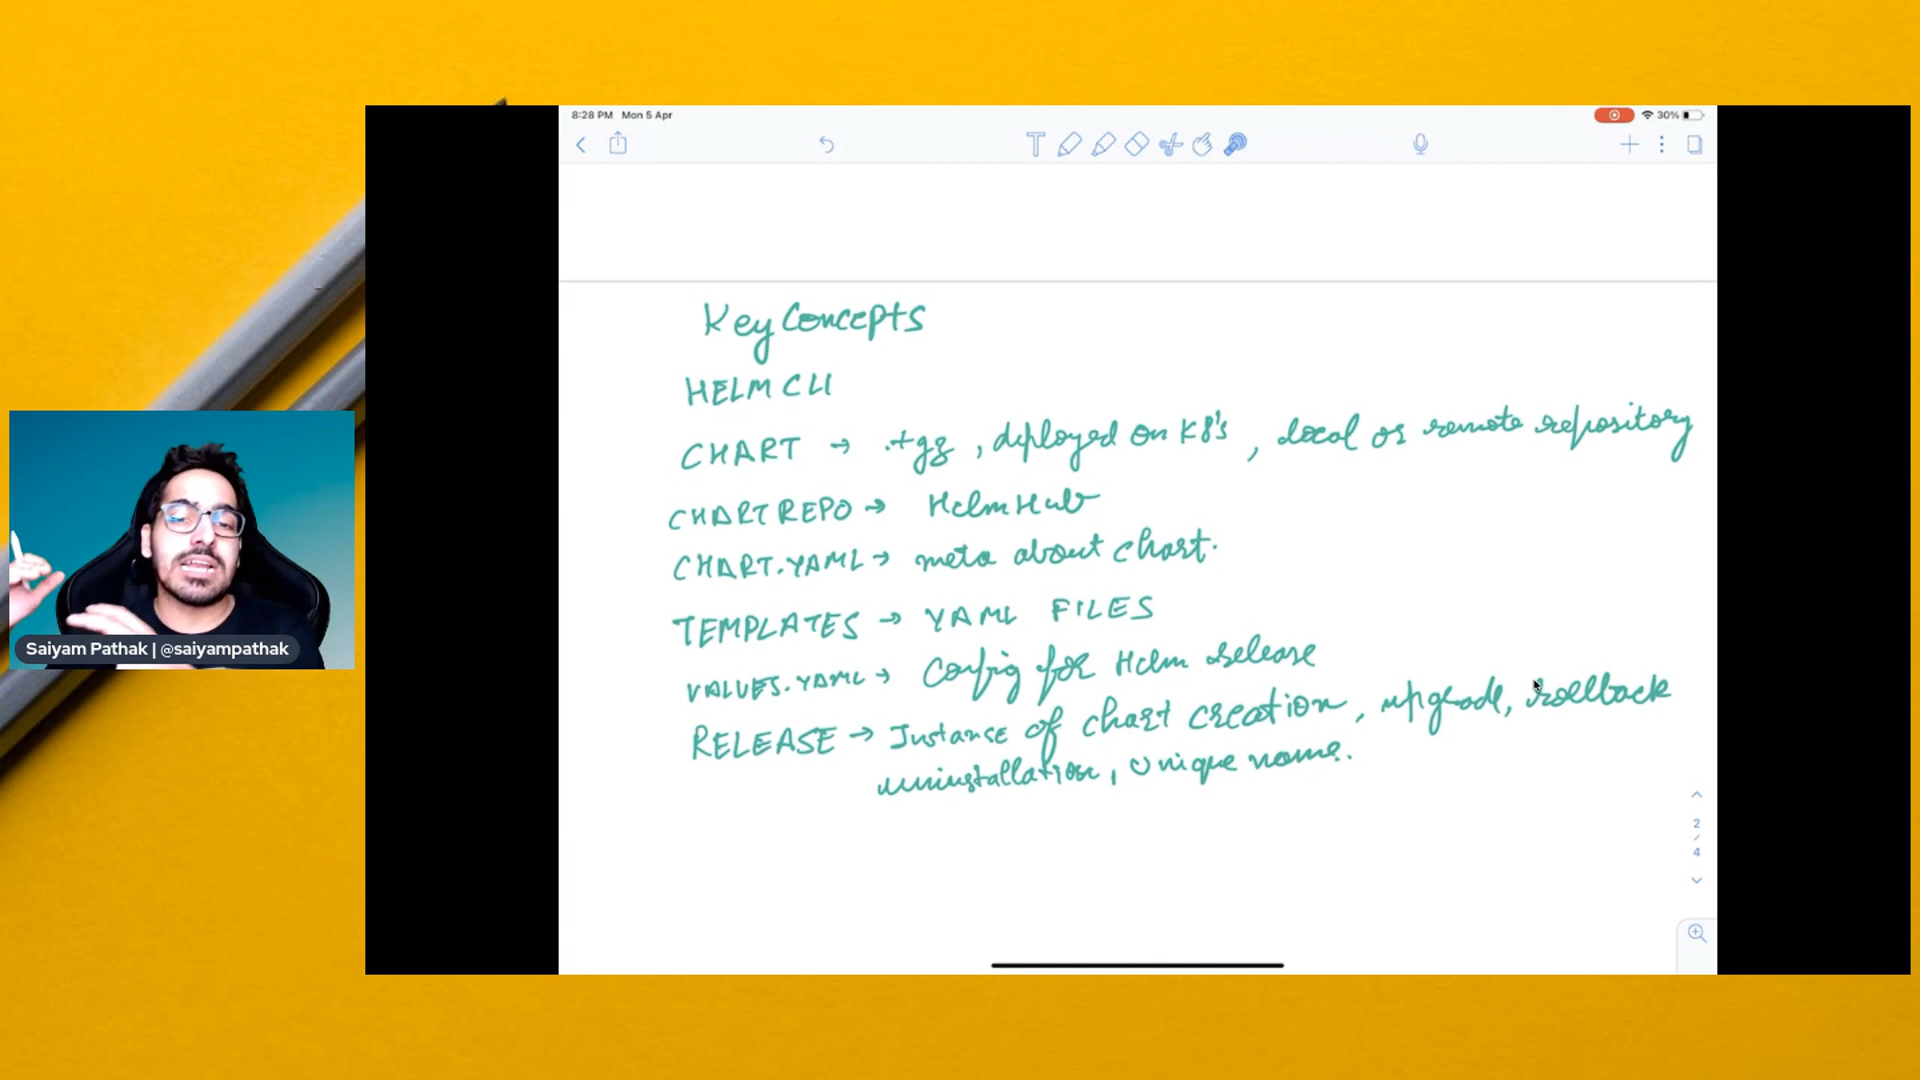 8:28 PM Mon 5 Apr
30%
Key Concepts
HELM CLI
CHART → .tgz, deployed on K8's, local or remote repository
CHART REPO → Helm Hub
CHART.YAML → meta about chart.
TEMPLATES → YAML FILES
VALUES.YAML → Config for Helm release
RELEASE → Instance of chart creation, upgrade, rollback
uninstallation, Unique name.
Saiyam Pathak | @saiyampathak
2
/
4